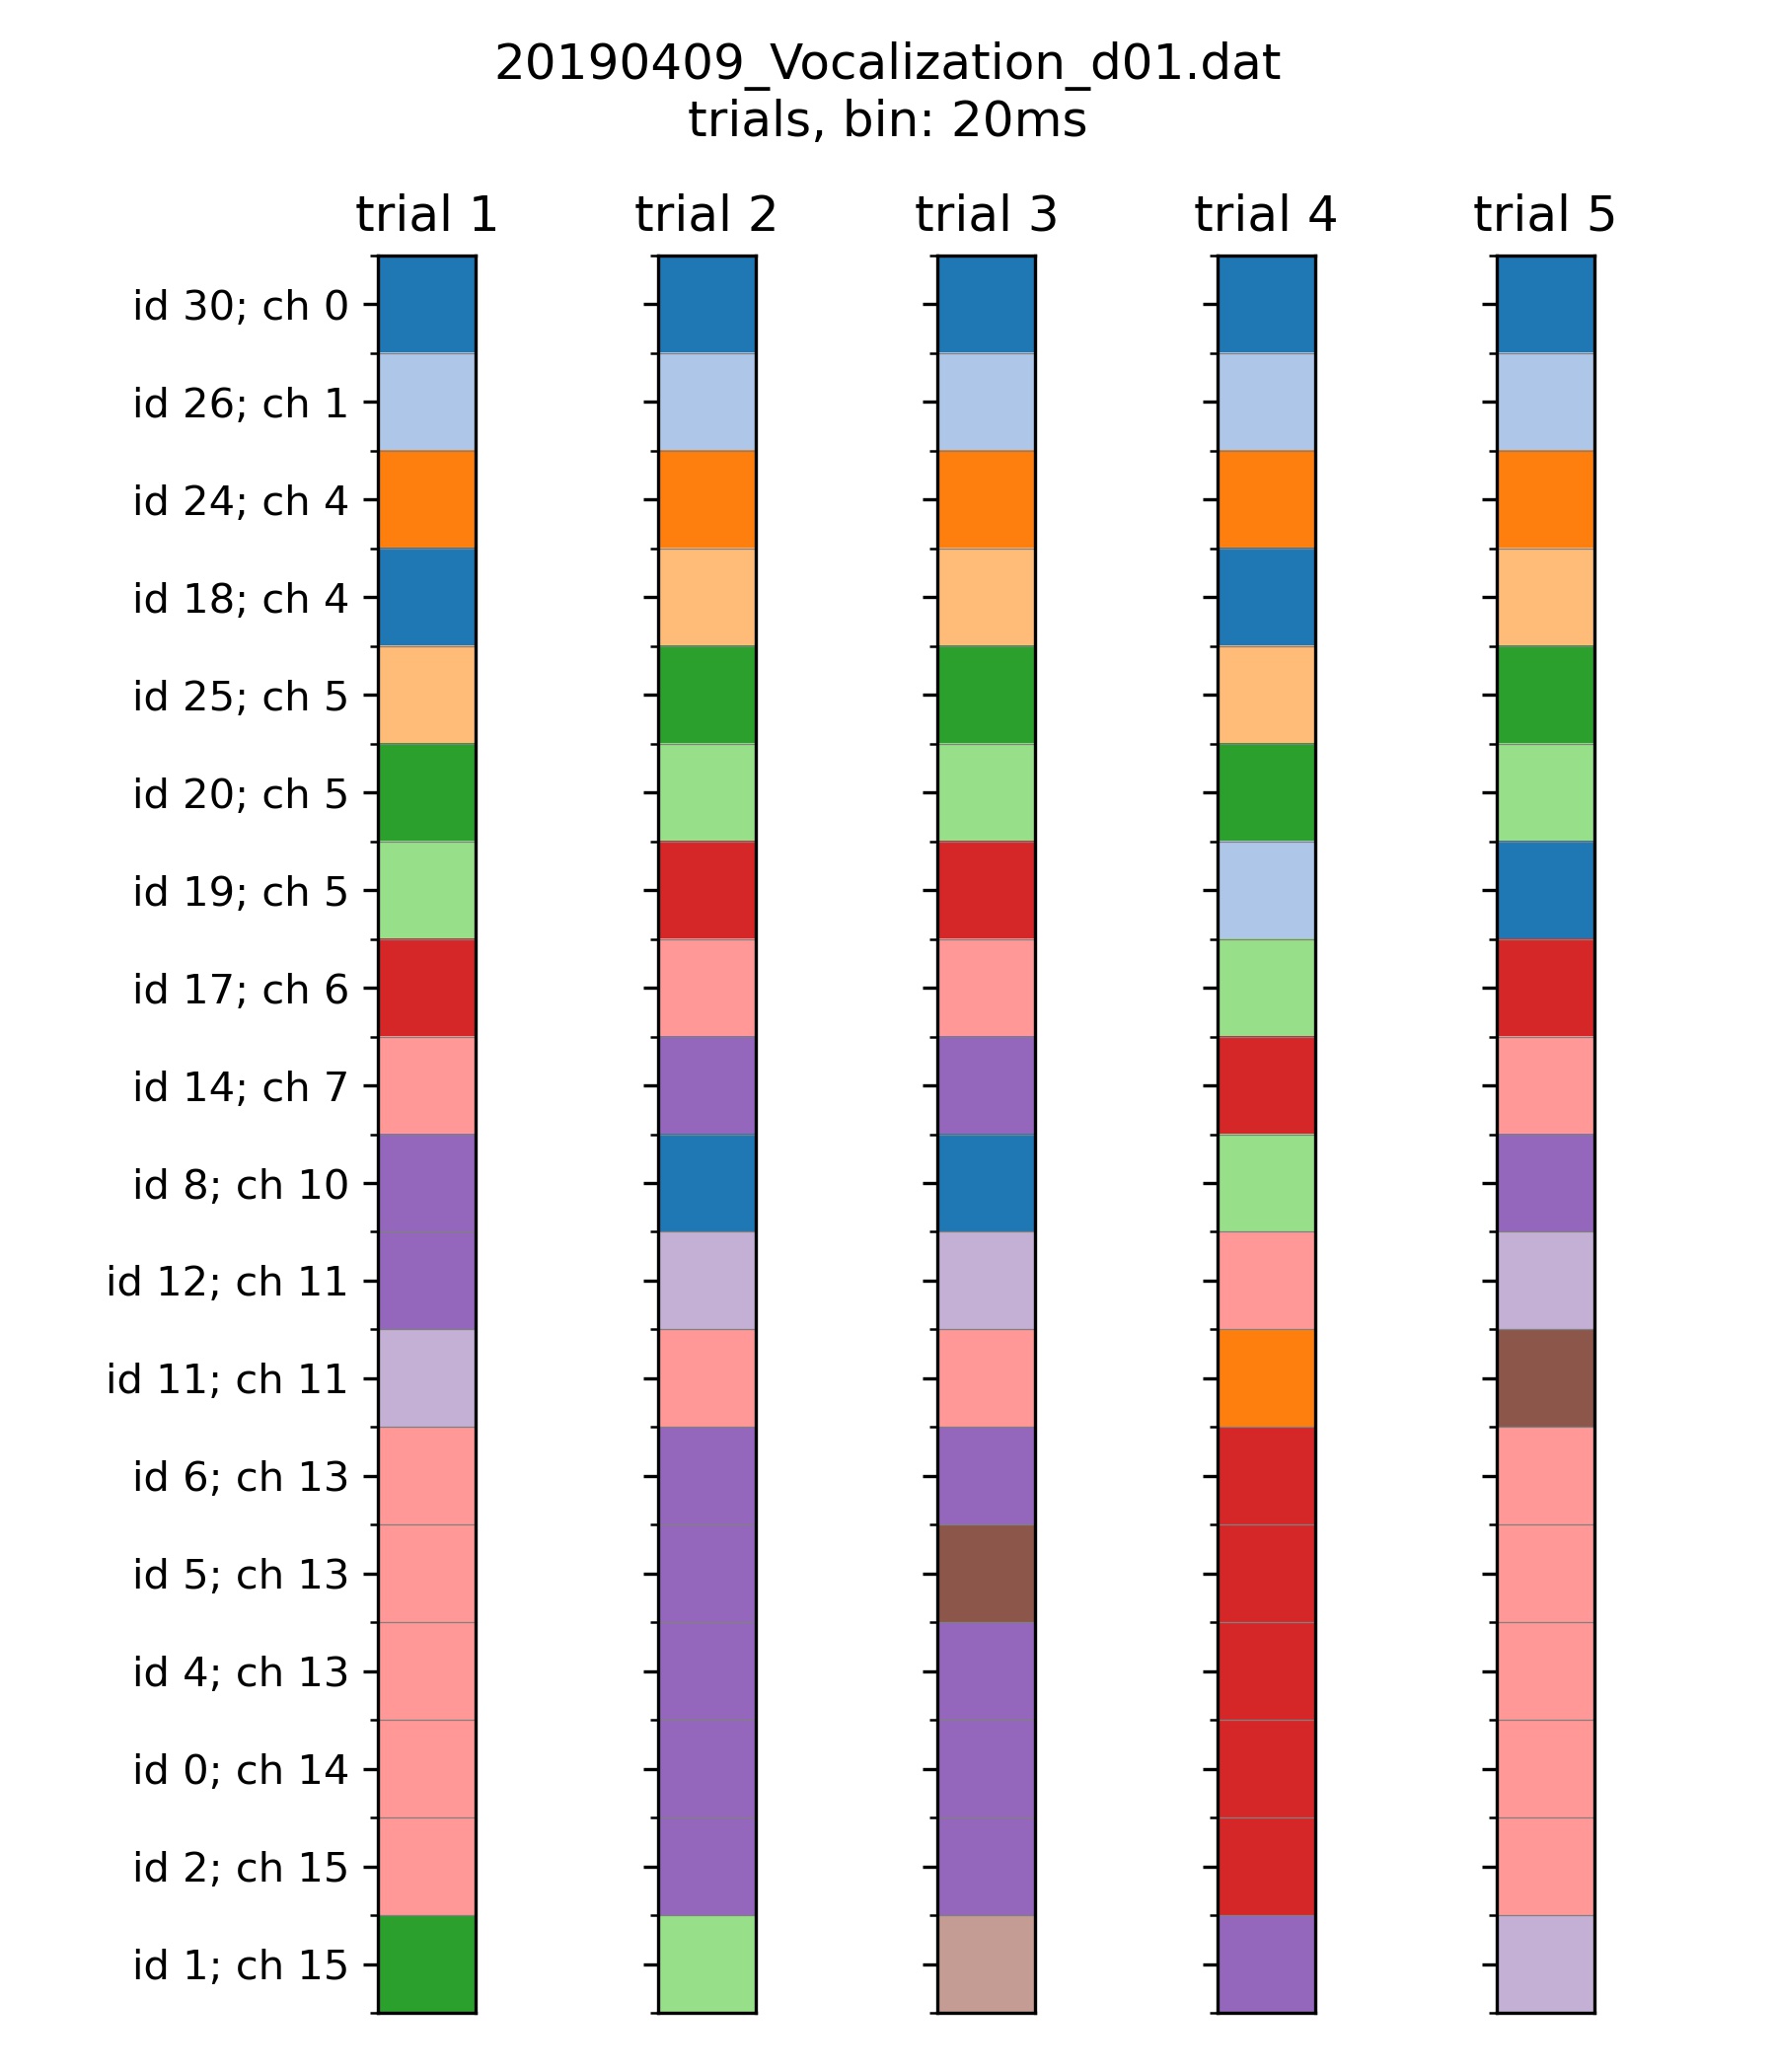 20190409_Vocalization_d01.dat
trials, bin: 20ms
trial 1 trial 2 trial 3 trial 4 trial 5
id 30; ch 0
id 26; ch 1
id 24; ch 4
id 18; ch 4
id 25; ch 5
id 20; ch 5
id 19; ch 5
id 17; ch 6
id 14; ch 7
id 8; ch 10
id 12; ch 11
id 11; ch 11
id 6; ch 13
id 5; ch 13
id 4; ch 13
id 0; ch 14
id 2; ch 15
id 1; ch 15